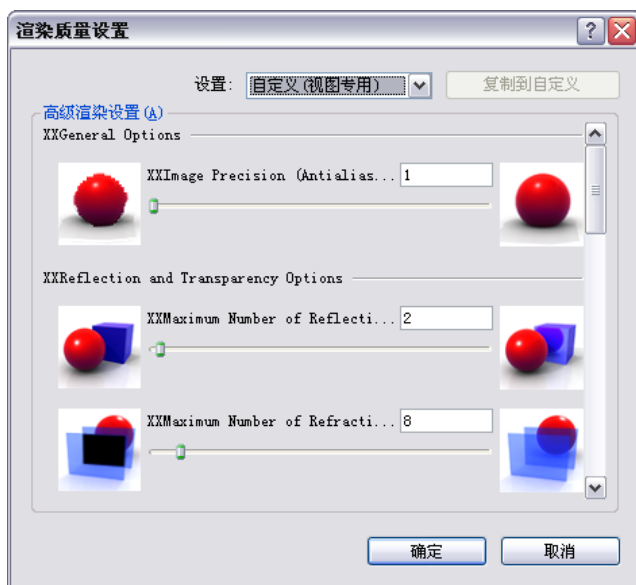 渲染质量设置
设置: 自定义(视图专用) 复制到自定义
高级渲染设置(A)
XXGeneral Options
XXImage Precision (Antialias... 1
XXReflection and Transparency Options
XXMaximum Number of Reflecti... 2
XXMaximum Number of Refracti... 8
确定 取消